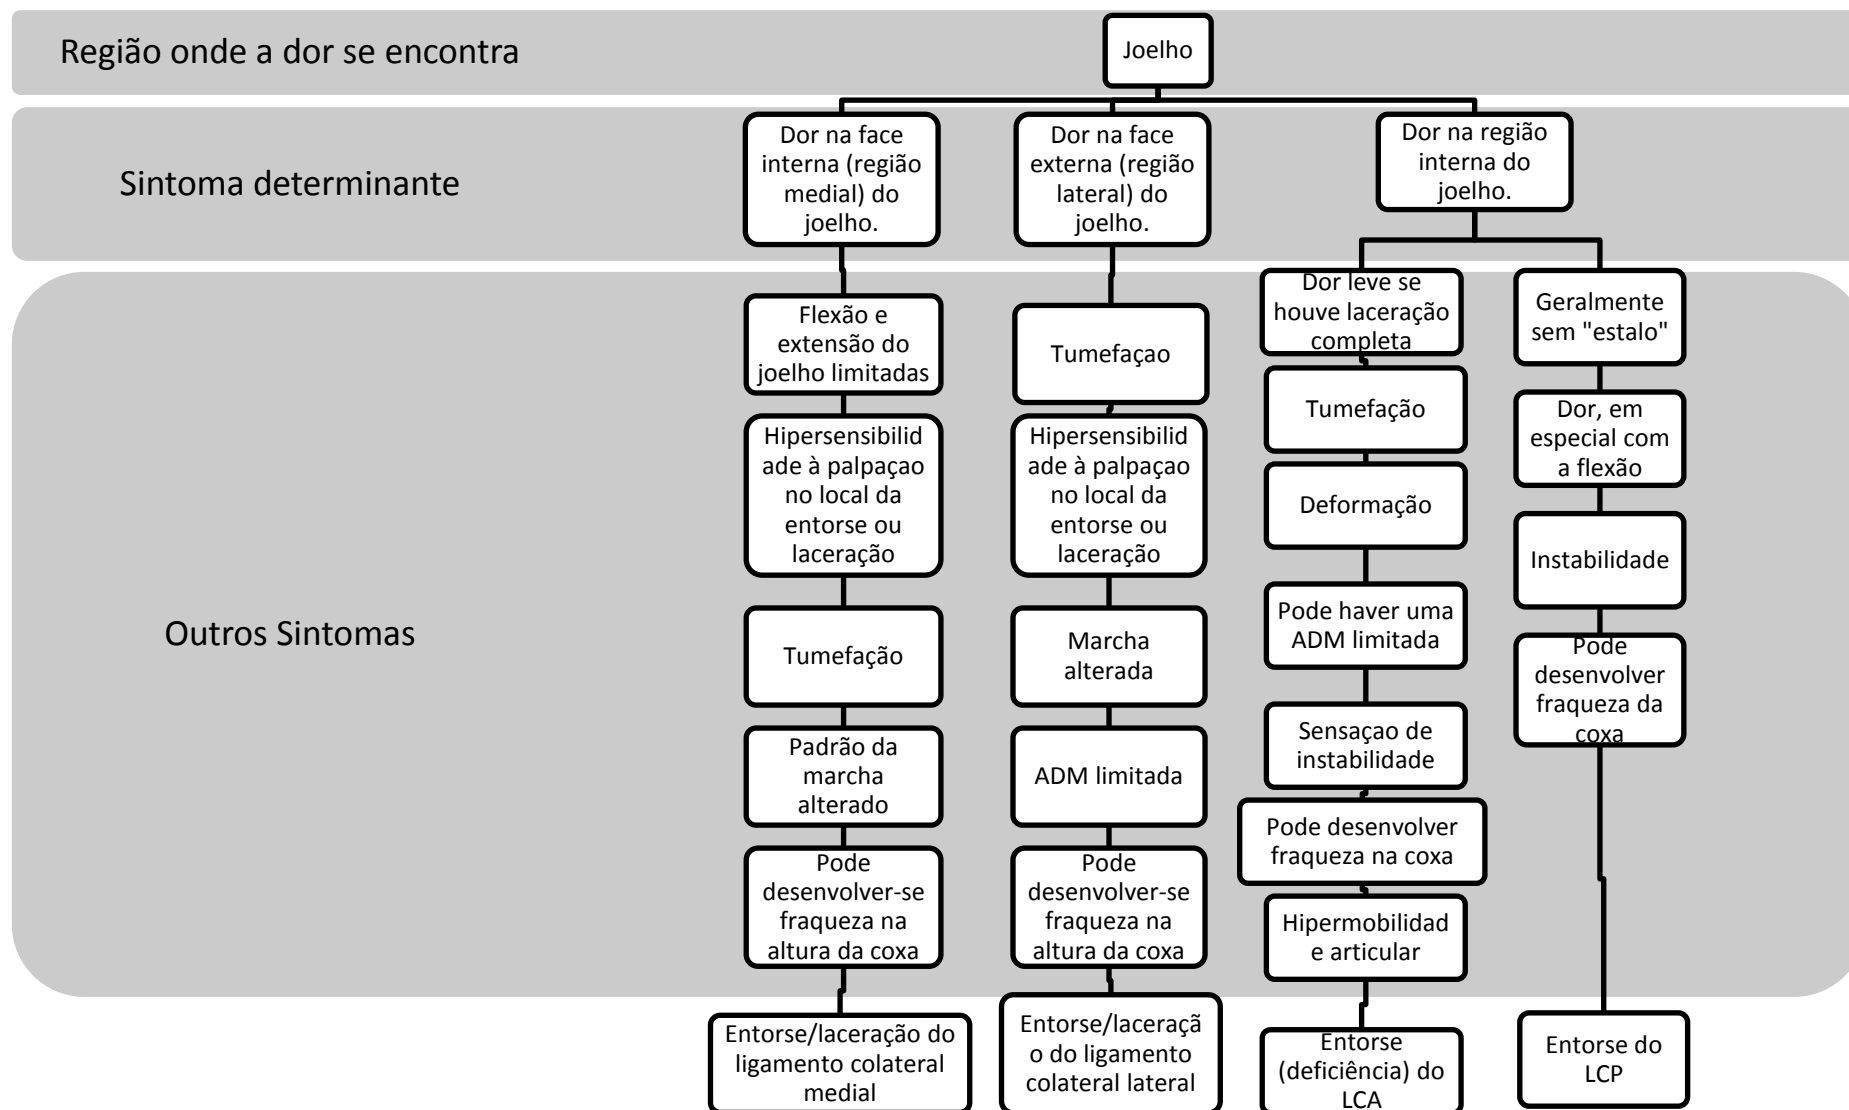 Região onde a dor se encontra
Joelho
Sintoma determinante
Dor na face
interna (região
medial) do
joelho.
Dor na face
externa (região
lateral) do
joelho.
Dor na região
interna do
joelho.
Outros Sintomas
Flexão e
extensão do
joelho limitadas
Hipersensibilid
ade à palpaçao
no local da
entorse ou
laceração
Tumefação
Padrão da
marcha
alterado
Pode
desenvolver-se
fraqueza na
altura da coxa
Entorse/laceração do
ligamento colateral
medial
Tumefaçao
Hipersensibilid
ade à palpaçao
no local da
entorse ou
laceração
Marcha
alterada
ADM limitada
Pode
desenvolver-se
fraqueza na
altura da coxa
Entorse/laceraçã
o do ligamento
colateral lateral
Dor leve se
houve laceração
completa
Tumefação
Deformação
Pode haver uma
ADM limitada
Sensaçao de
instabilidade
Pode desenvolver
fraqueza na coxa
Hipermobilidad
e articular
Entorse
(deficiência) do
LCA
Geralmente
sem "estalo"
Dor, em
especial com
a flexão
Instabilidade
Pode
desenvolver
fraqueza da
coxa
Entorse do
LCP